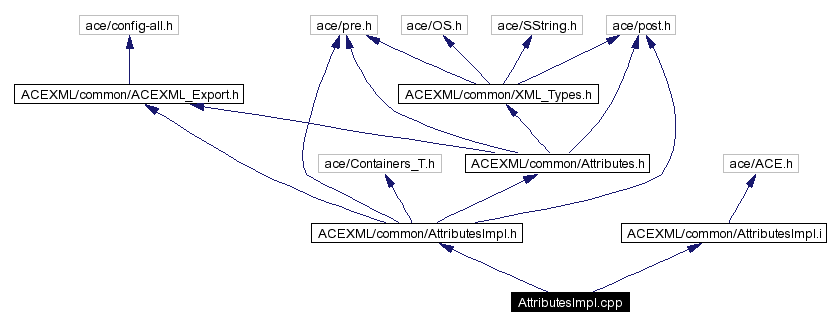 ace/config-all.h
ace/pre.h
ace/OS.h
ace/SString.h
ace/post.h
ACEXML/common/ACEXML_Export.h
ACEXML/common/XML_Types.h
ace/Containers_T.h
ACEXML/common/Attributes.h
ace/ACE.h
ACEXML/common/AttributesImpl.h
ACEXML/common/AttributesImpl.i
AttributesImpl.cpp